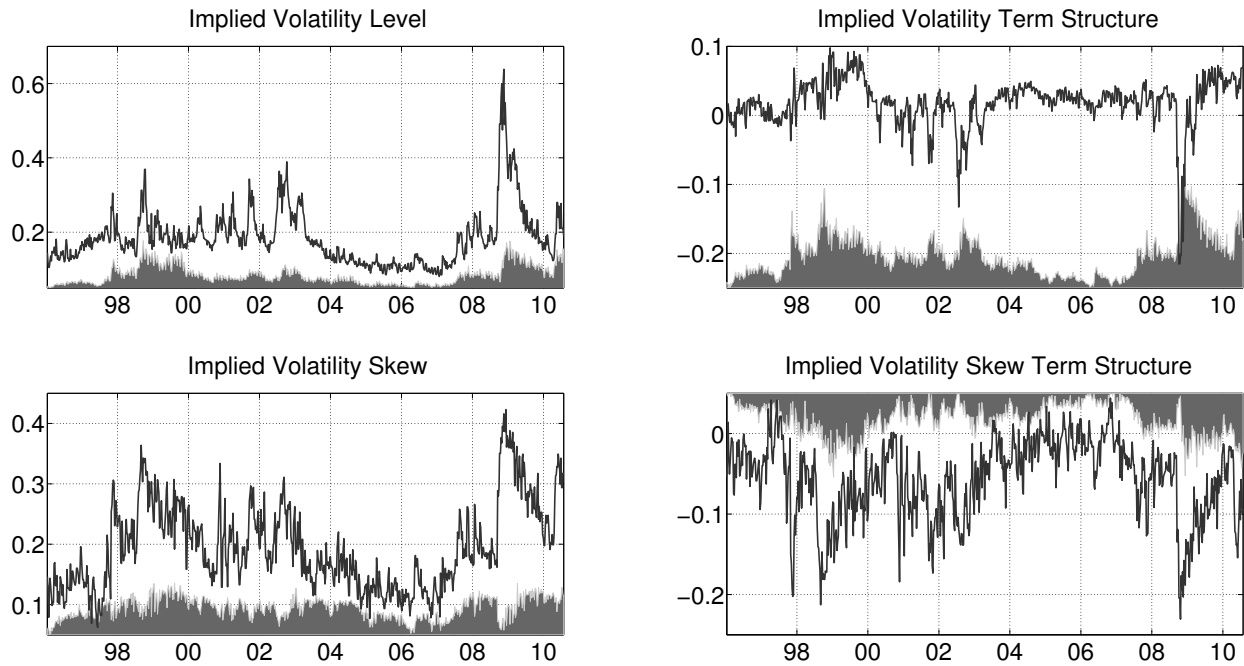 Implied Volatility Level
0.6
0.4
0.2
98 00 02 04 06 08 10
Implied Volatility Term Structure
0.1
0
−0.1
−0.2
98 00 02 04 06 08 10
Implied Volatility Skew
0.4
0.3
0.2
0.1
98 00 02 04 06 08 10
Implied Volatility Skew Term Structure
0
−0.1
−0.2
98 00 02 04 06 08 10